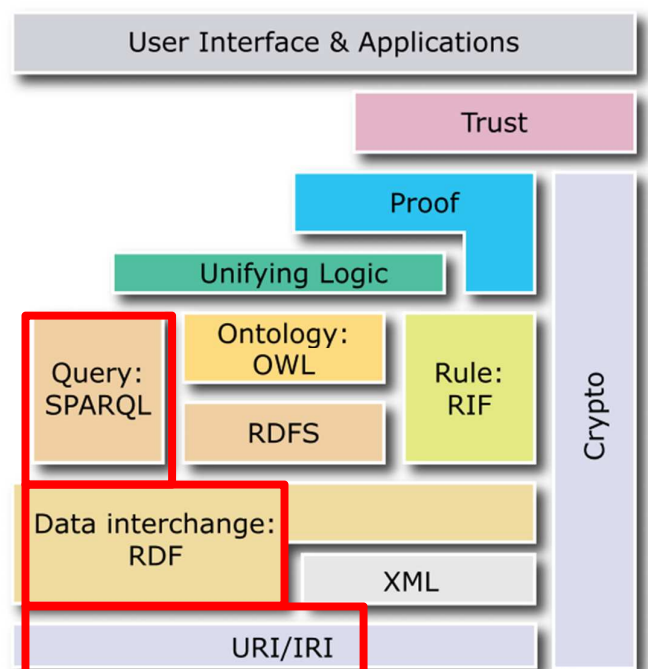 User Interface & Applications
Trust
Proof
Unifying Logic
Query:
SPARQL
Ontology:
OWL
RDFS
Rule:
RIF
Crypto
Data interchange:
RDF
XML
URI/IRI